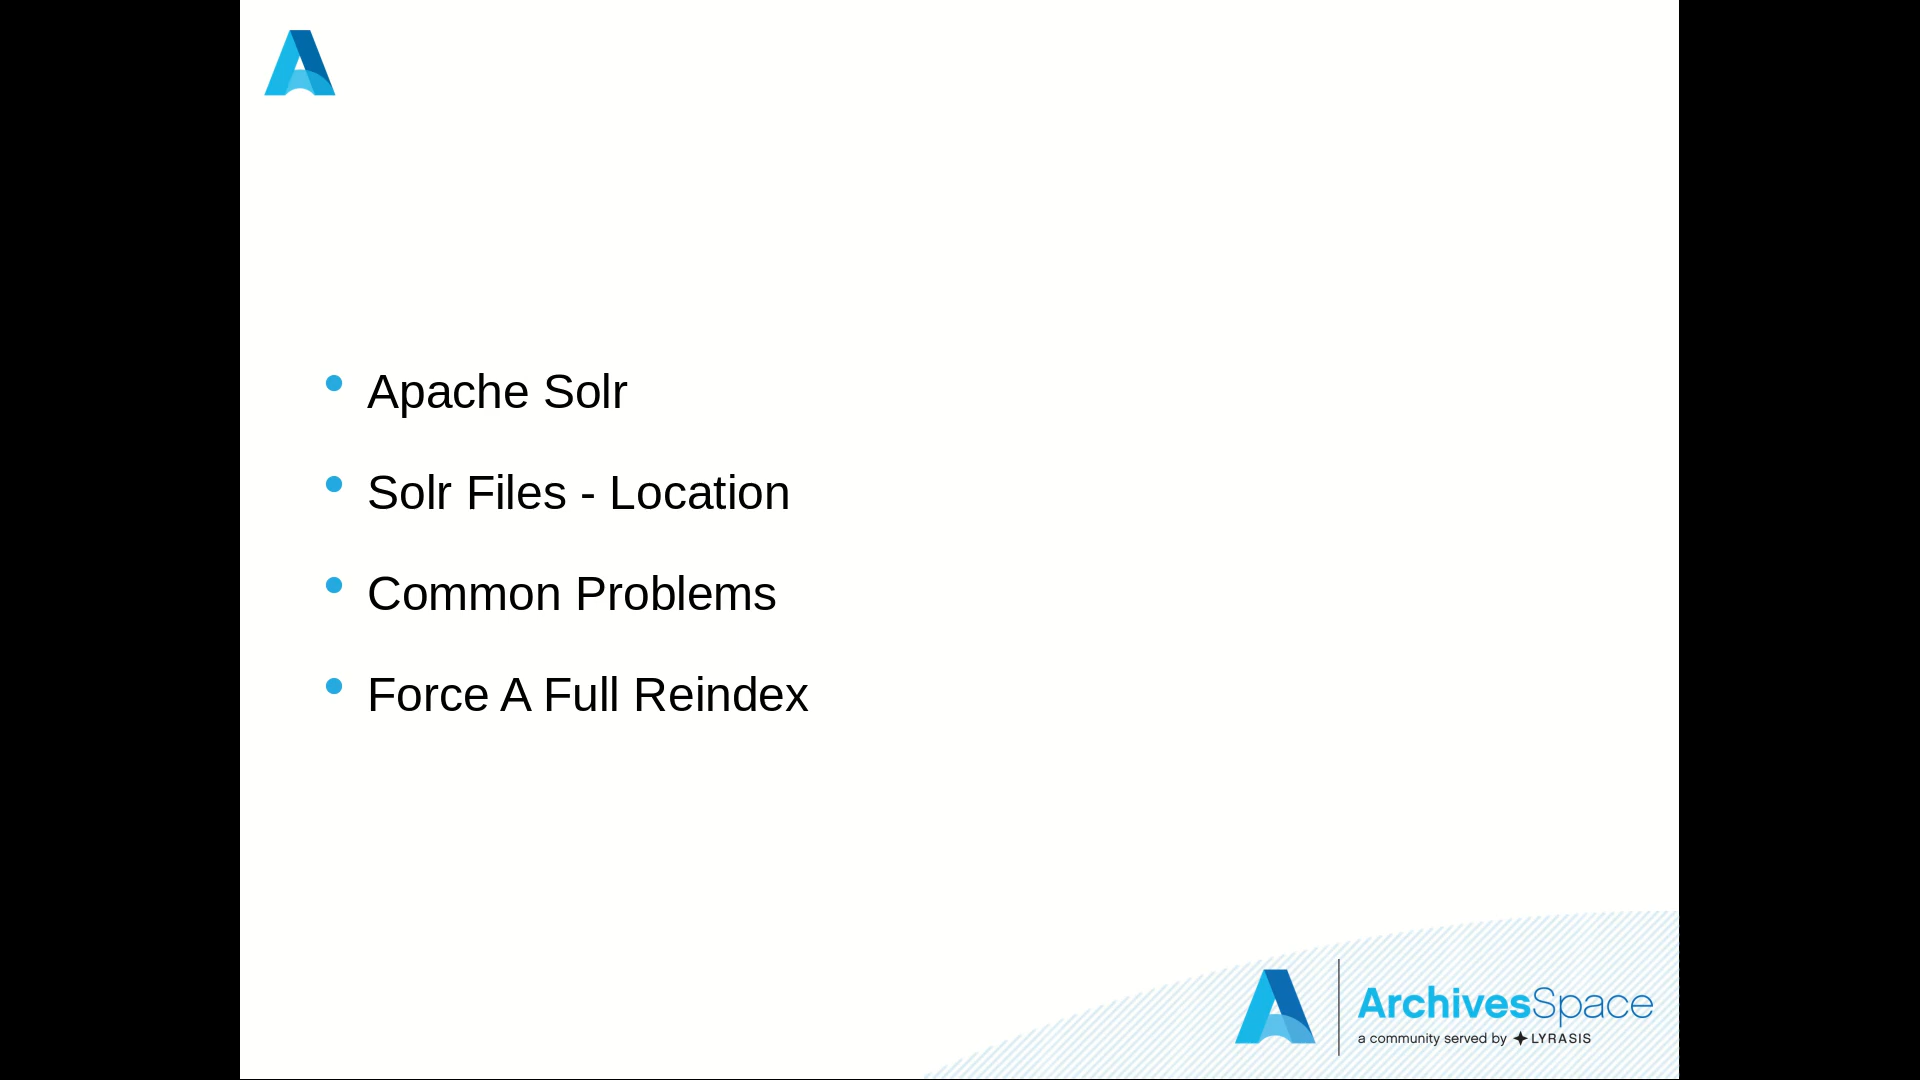 Apache Solr
Solr Files - Location
Common Problems
Force A Full Reindex
ArchivesSpace
a community served by LYRASIS